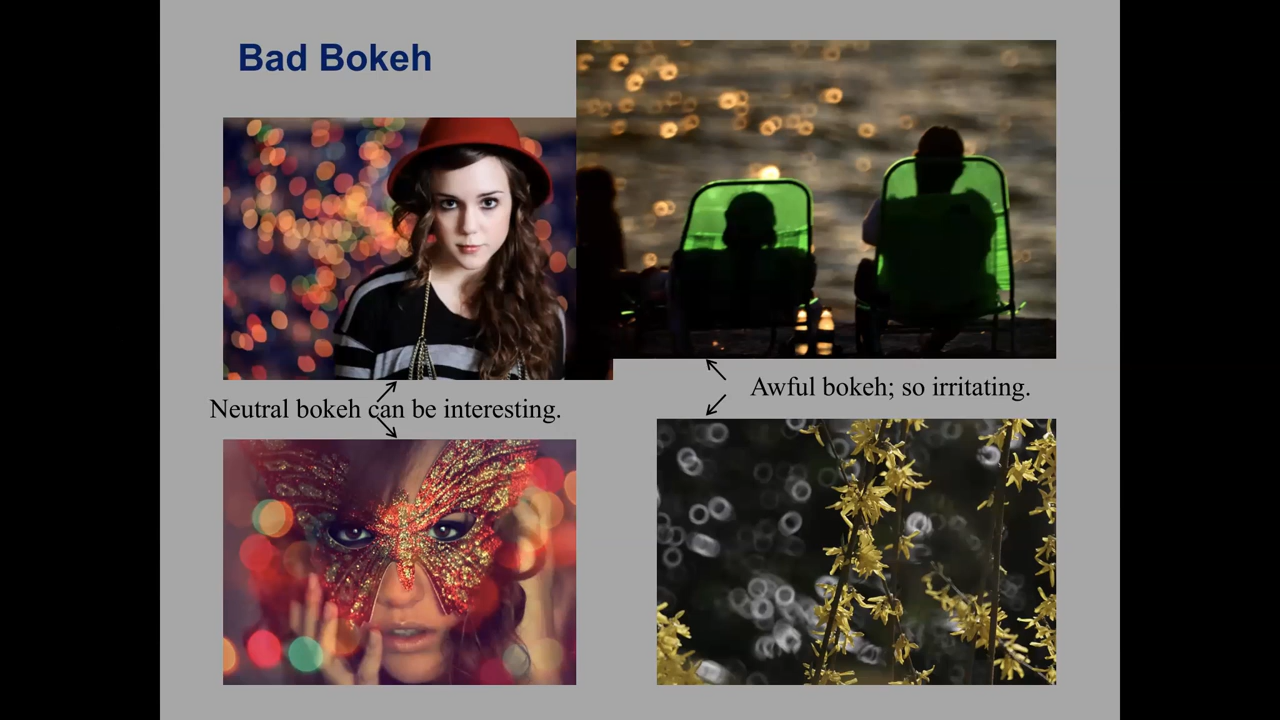 Bad Bokeh
Awful bokeh; so irritating.
Neutral bokeh can be interesting.